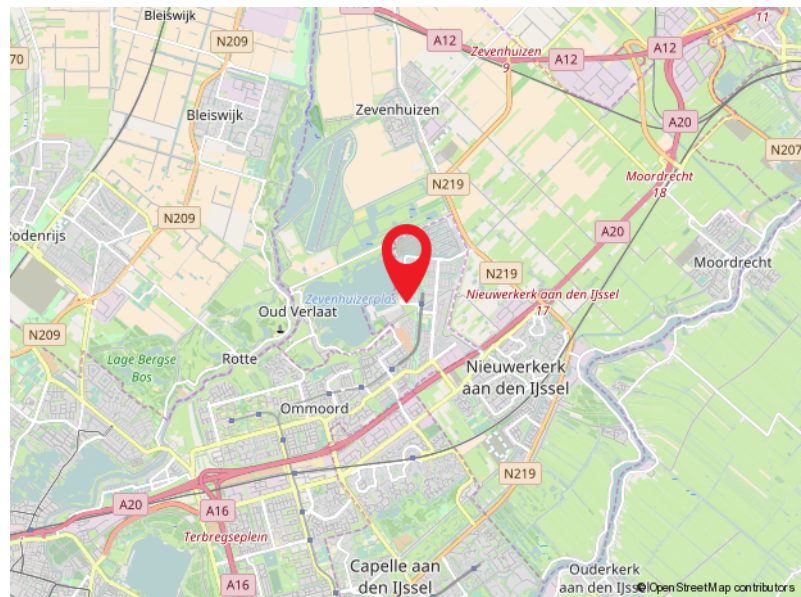 Bleiswijk
N209
A12
Zevenhuizen
9
A12
A12
11
70
Bleiswijk
Zevenhuizen
A20
N207
N219
Moordrecht
18
N209
Rodenrijs
A20
Moordrecht
N219
Zevenhuizerplas
Nieuwerkerk aan den IJssel
17
Oud Verlaat
N209
Lage Bergse
Bos
Rotte
Nieuwerkerk
aan den IJssel
Ommoord
N219
A20
A16
Terbregseplein
Capelle aan
den IJssel
A16
Ouderkerk
aan den IJssel
© OpenStreetMap contributors